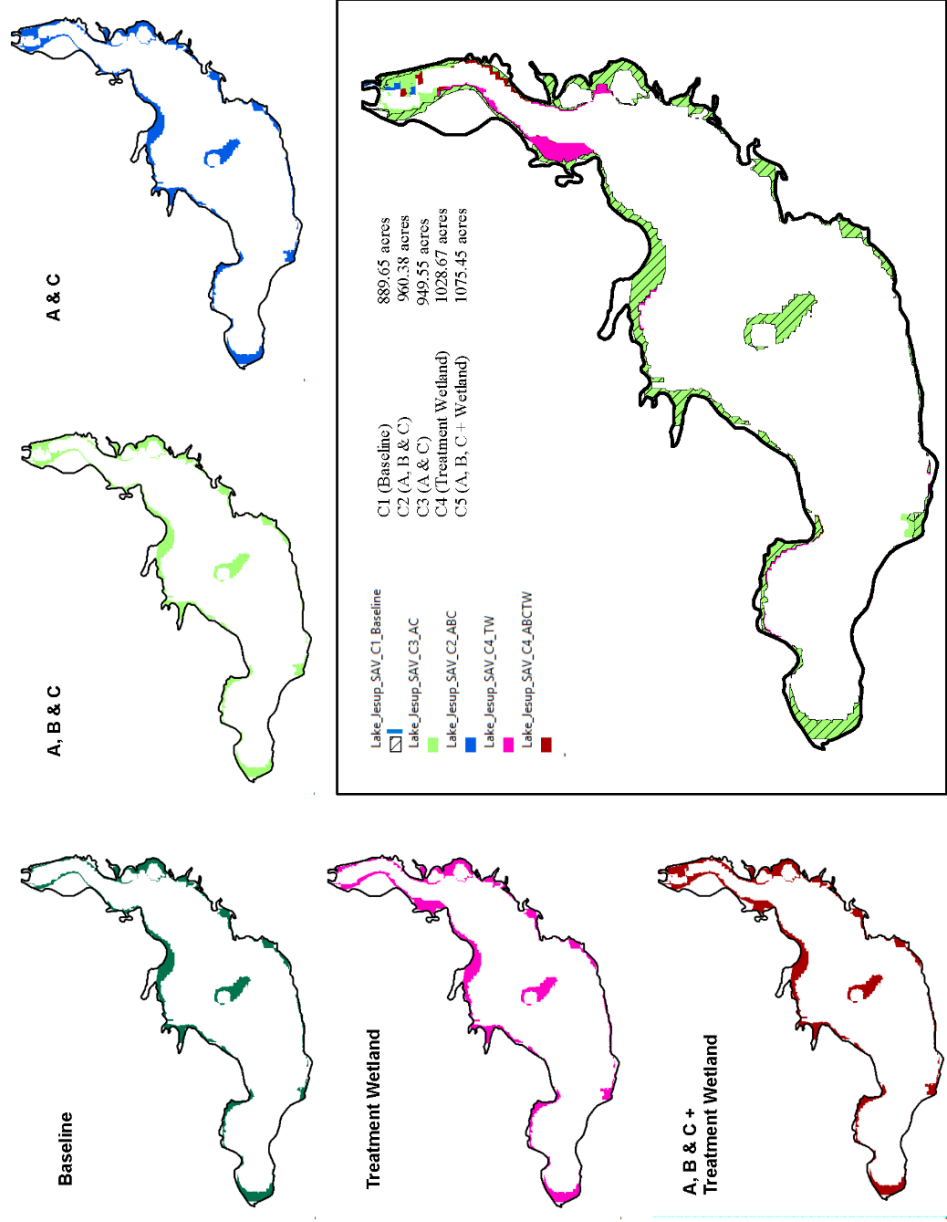 Baseline
A, B & C
A & C
Treatment Wetland
A, B & C +
Treatment Wetland
Lake_Jesup_SAV_C1_Baseline
Lake_Jesup_SAV_C3_AC
Lake_Jesup_SAV_C2_ABC
Lake_Jesup_SAV_C4_TW
Lake_Jesup_SAV_C4_ABCTW
C1 (Baseline) 889.65 acres
C2 (A, B & C) 960.38 acres
C3 (A & C) 949.55 acres
C4 (Treatment Wetland) 1028.67 acres
C5 (A, B, C + Wetland) 1075.45 acres